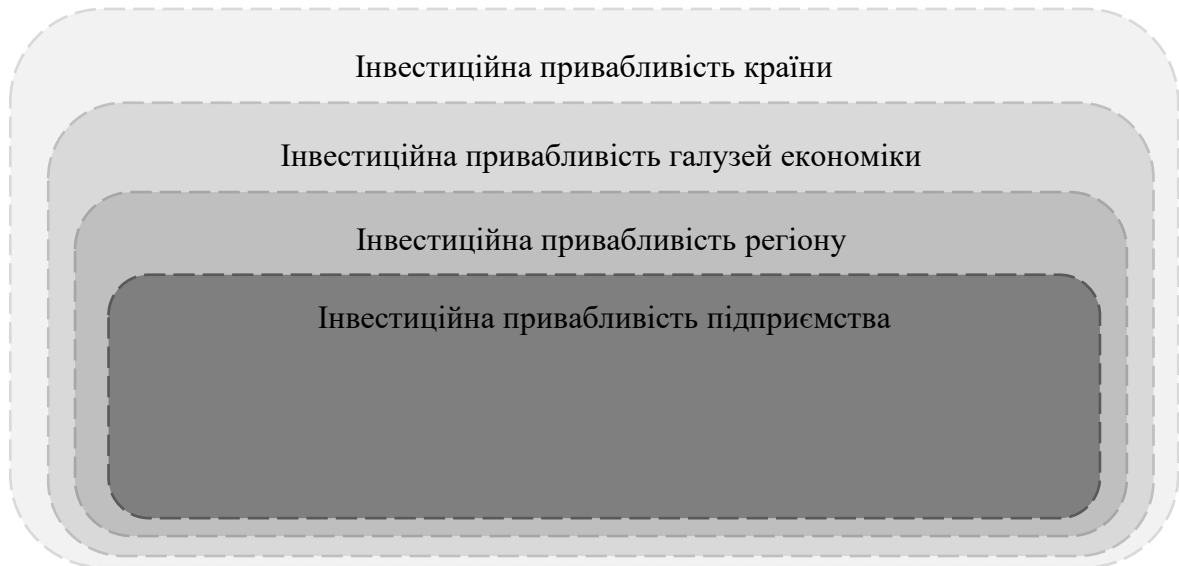 Інвестиційна привабливість країни
Інвестиційна привабливість галузей економіки
Інвестиційна привабливість регіону
Інвестиційна привабливість підприємства